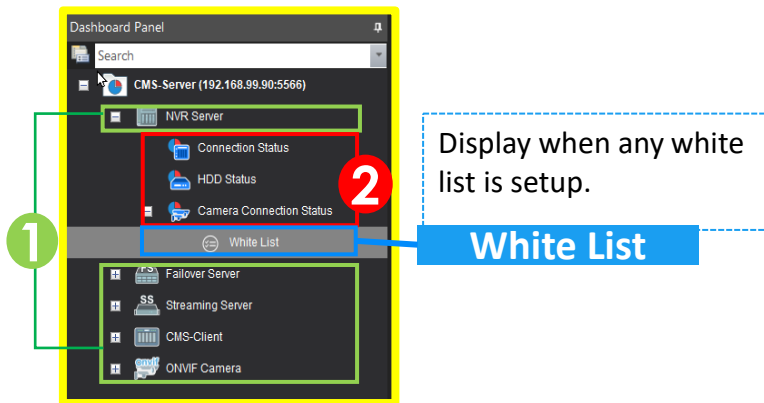 Dashboard Panel
Search
CMS-Server (192.168.99.90:5566)
NVR Server
Connection Status
HDD Status
Camera Connection Status
White List
FS
Failover Server
SS
Streaming Server
CMS-Client
onvif
ONVIF Camera
1
2
Display when any white
list is setup.
White List